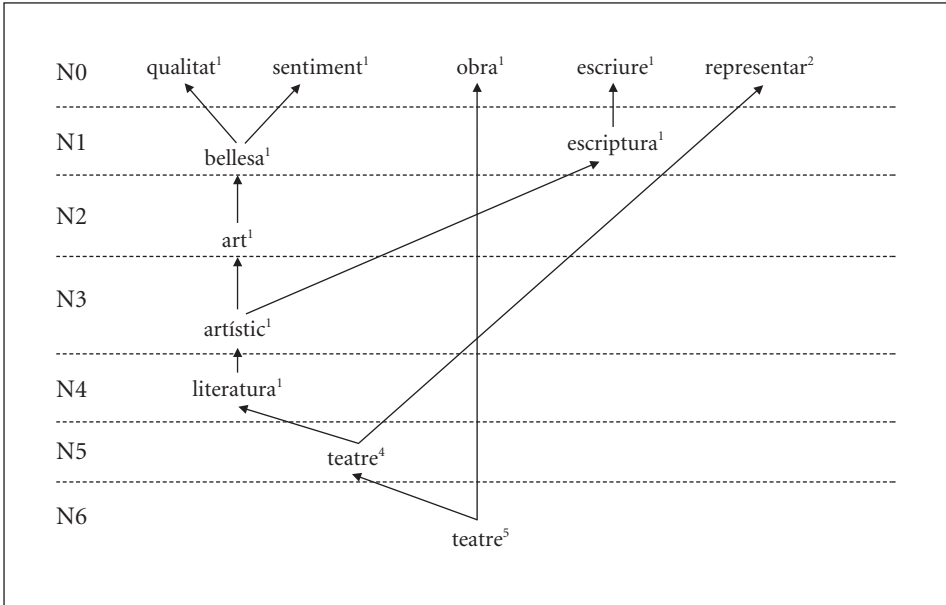 N0 qualitat¹ sentiment¹ obra¹ escriure¹ representar²
N1 bellesa¹ escriptura¹
N2 art¹
N3 artístic¹
N4 literatura¹
N5 teatre⁴
N6 teatre⁵